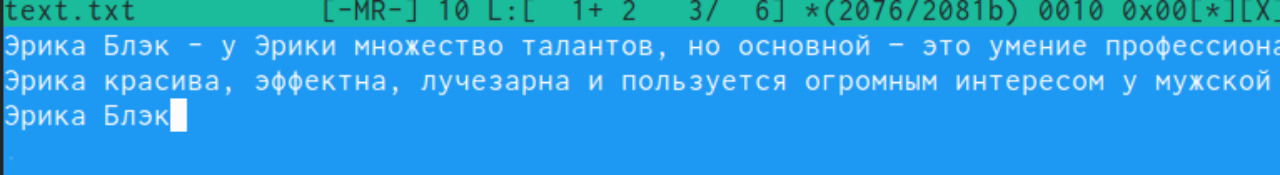 text.txt [-MR-] 10 L:[ 1+ 2 3/ 6] *(2076/2081b) 0010 0x00[*][X]
Эрика Блэк - у Эрики множество талантов, но основной - это умение профессиона
Эрика красива, эффектна, лучезарна и пользуется огромным интересом у мужской
Эрика Блэк